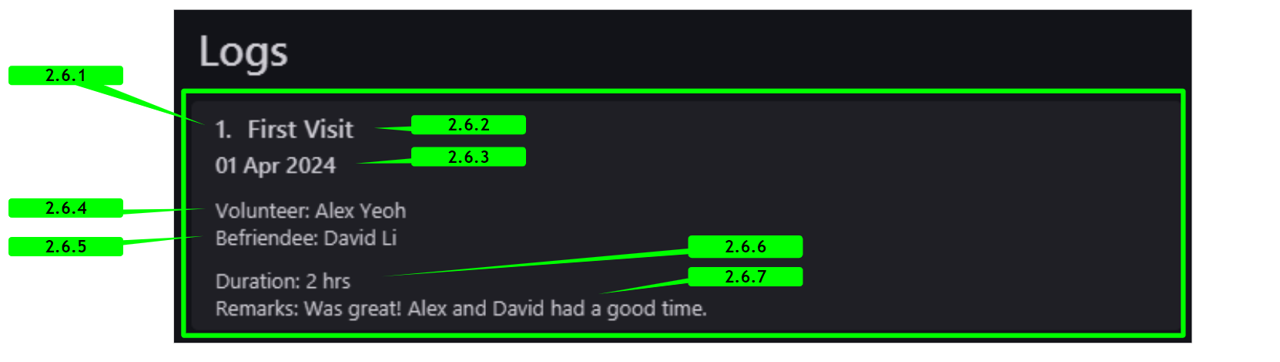 Logs
2.6.1
1. First Visit
2.6.2
01 Apr 2024
2.6.3
2.6.4
Volunteer: Alex Yeoh
2.6.5
Befriendee: David Li
2.6.6
Duration: 2 hrs
2.6.7
Remarks: Was great! Alex and David had a good time.